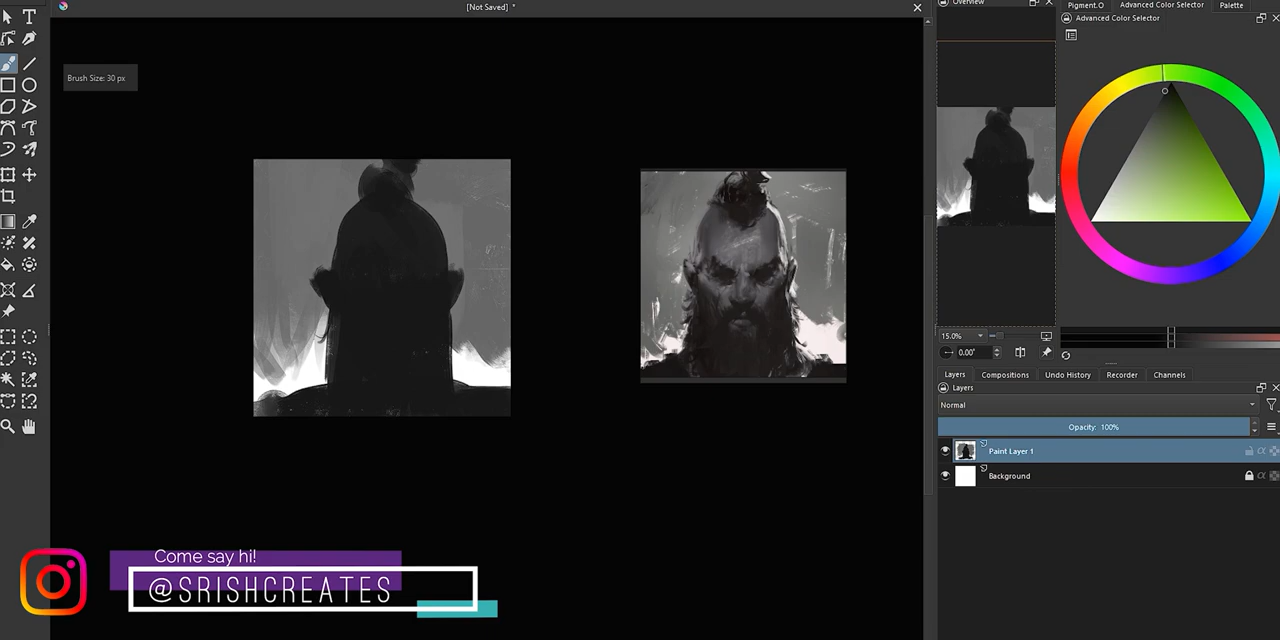 [Not Saved] *
Overview
Pigment.O
Advanced Color Selector
Palette
Advanced Color Selector
Brush Size: 30 px
15.0%
0.00°
Layers
Compositions
Undo History
Recorder
Channels
Layers
Normal
Opacity: 100%
Paint Layer 1
Background
Come say hi!
@SRISHCREATES